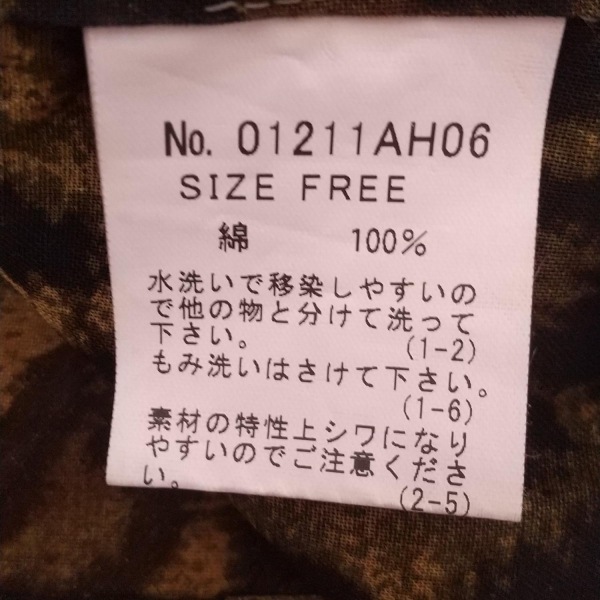 No. 01211AH06
SIZE FREE
綿 100%
水洗いで移染しやすいの
で他の物と分けて洗って
下さい。 (1-2)
もみ洗いはさけて下さい。
(1-6)
素材の特性上シワになり
やすいのでご注意くださ
い。 (2-5)